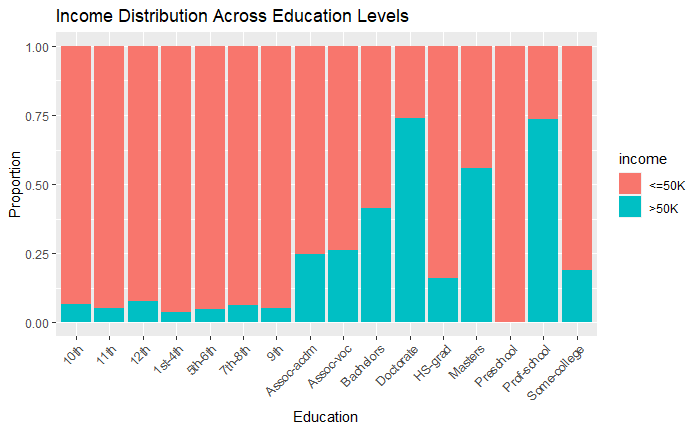 Income Distribution Across Education Levels
1.00
0.75
0.50
0.25
0.00
Proportion
10th
11th
12th
1st-4th
5th-6th
7th-8th
9th
Assoc-acdm
Assoc-voc
Bachelors
Doctorate
HS-grad
Masters
Preschool
Prof-school
Some-college
Education
income
<=50K
>50K